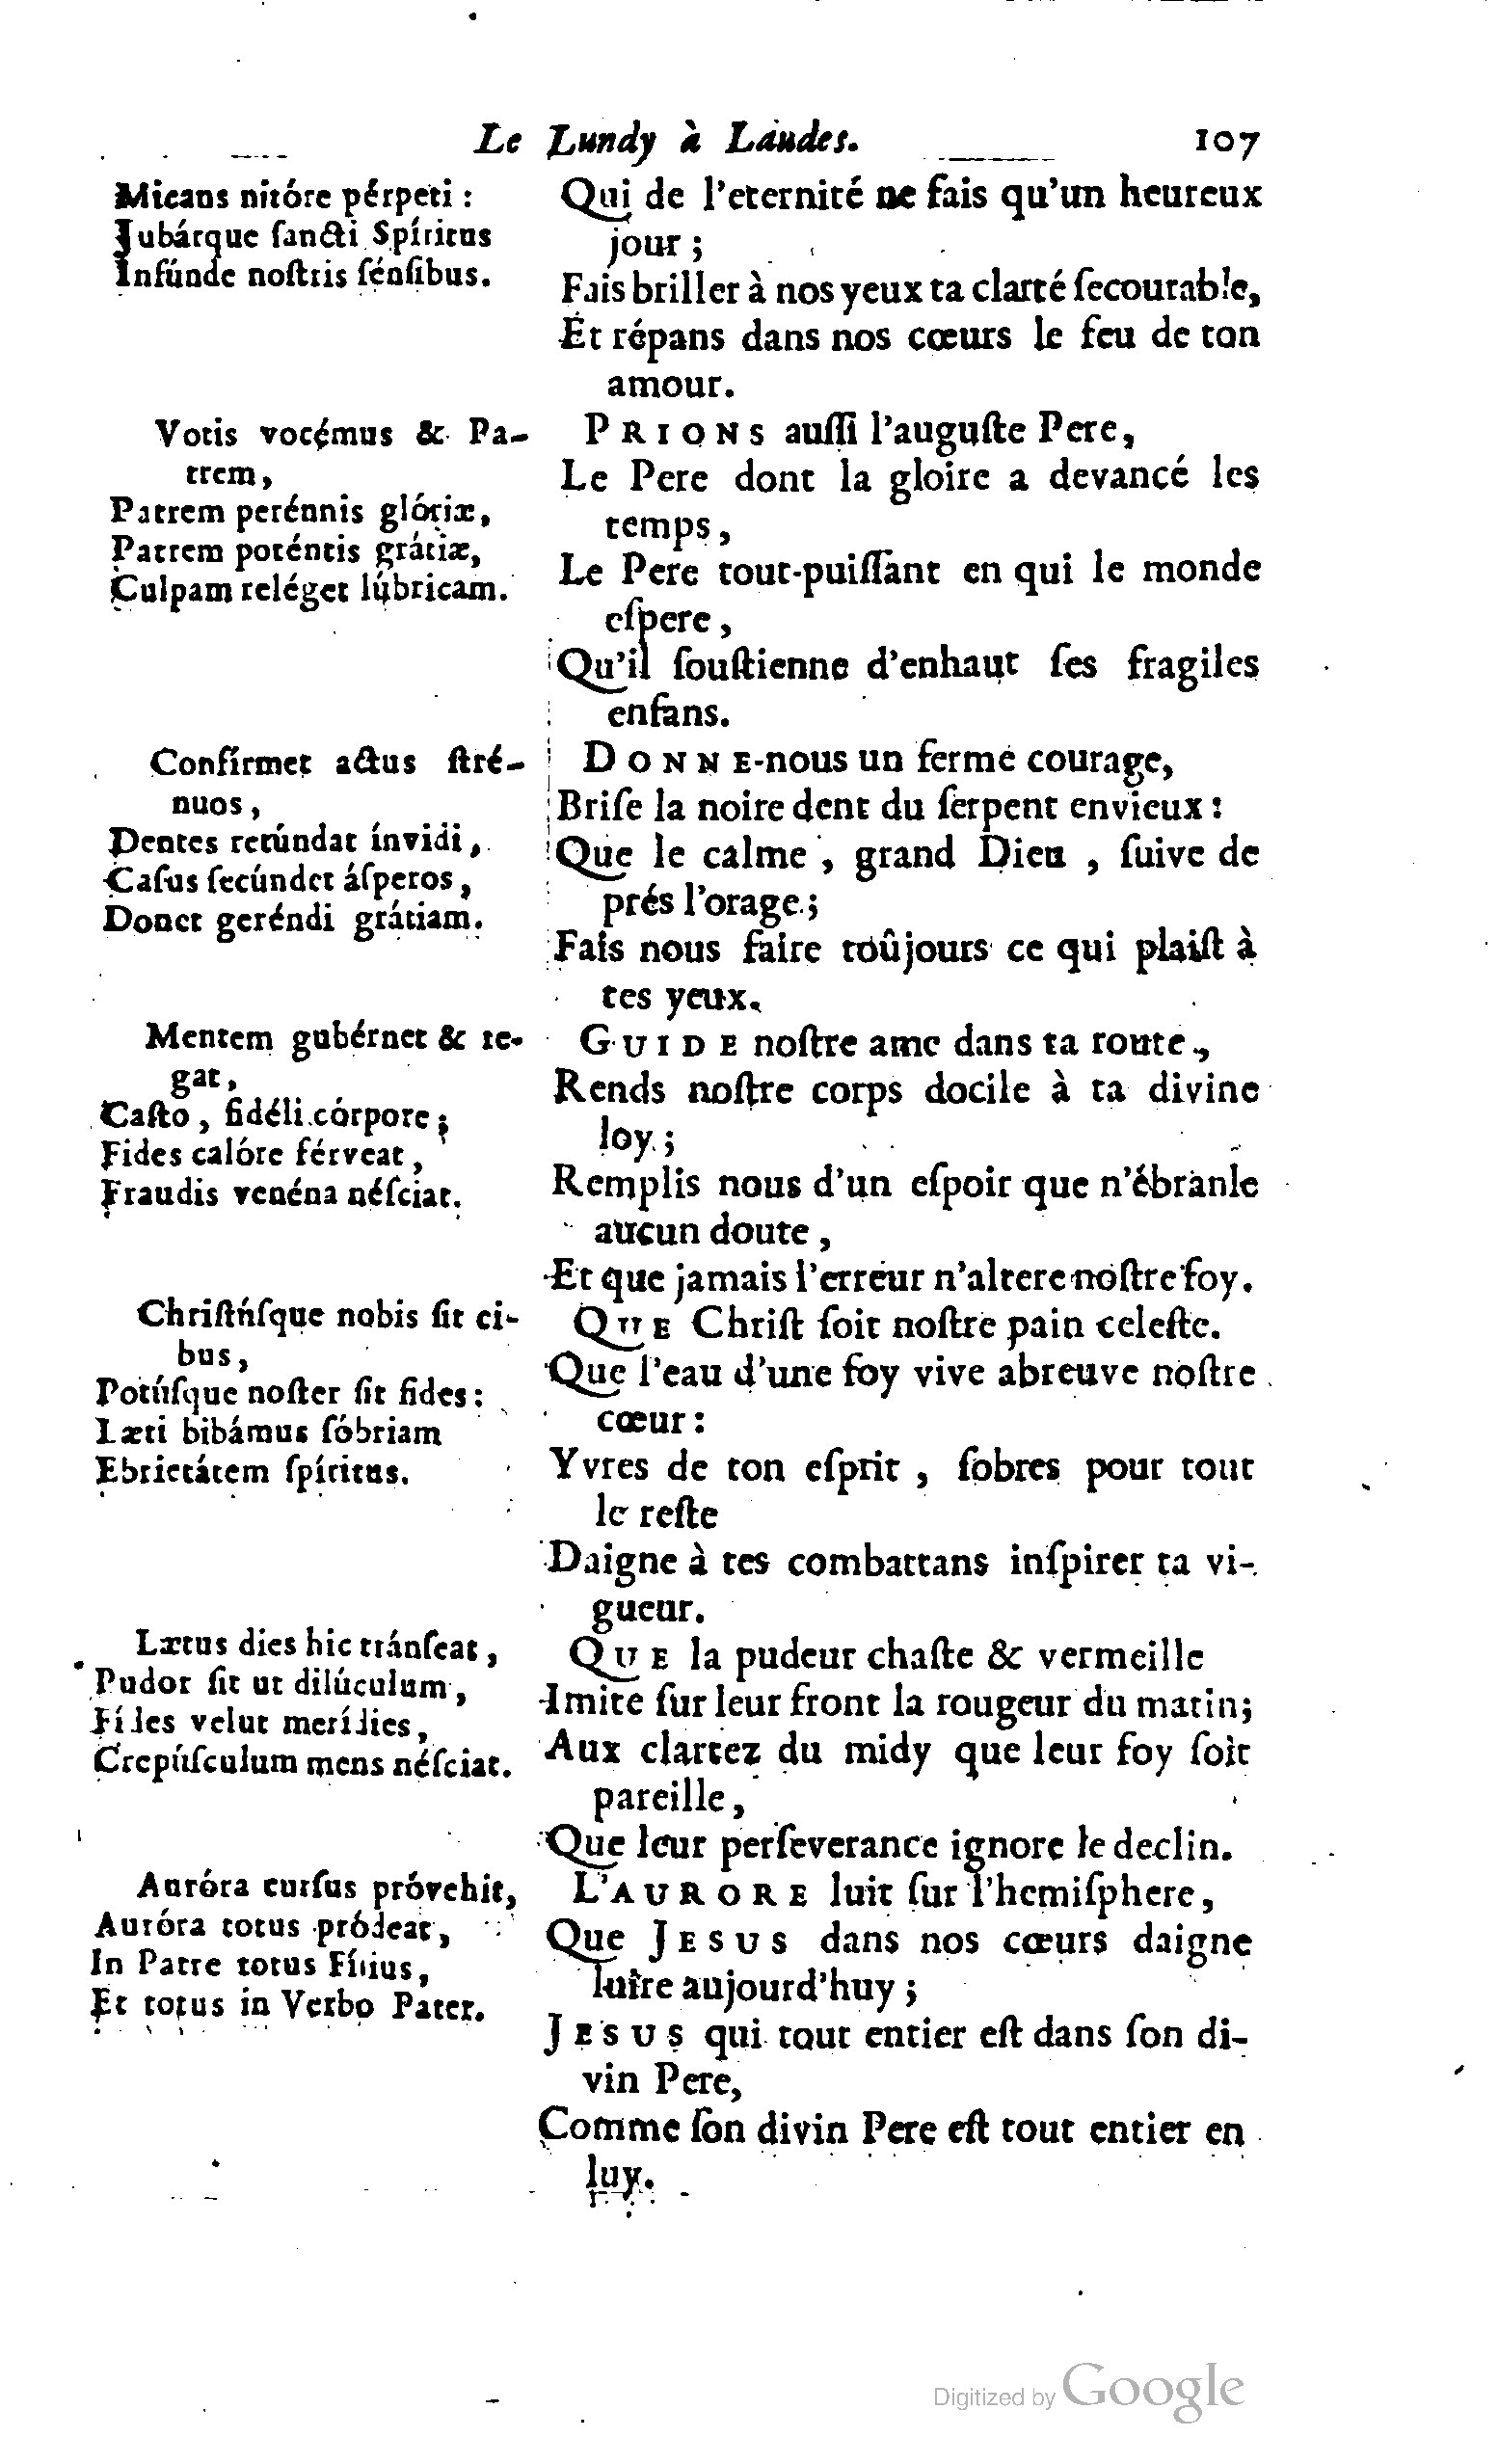 Le Lundy à Laudes. 107
Micans nitóre pérpeti :
Jubárque ſancti Spíritus
Infúnde noſtris ſénſibus.
Votis vocémus & Pa-
trem,
Patrem perénnis glóriæ,
Patrem poténtis grátiæ,
Culpam reléget lúbricam.
Confírmet actus ſtré-
nuos,
Dentes retúndat ínvidi,
Caſus ſecúndet áſperos,
Donet geréndi grátiam.
Mentem gubérnet & re-
gat,
Caſto, fidéli córpore;
Fides calóre férveat,
Fraudis venéna néſciat.
Chriſtúſque nobis ſit ci-
bus,
Potúſque noſter ſit fides:
Læti bibámus ſóbriam
Ebrietátem ſpíritus.
Lætus dies hic tránſeat,
Pudor ſit ut dilúculum,
Fides velut merídies,
Crepúſculum mens néſciat.
Auróra curſus próvehit,
Auróra totus pródeat,
In Patre totus Fílius,
Et totus in Verbo Pater.
Qui de l'eternité ne fais qu'un heureux
jour ;
Fais briller à nos yeux ta clarté ſecourable,
Et répans dans nos cœurs le feu de ton
amour.
PRIONS auſſi l'auguſte Pere,
Le Pere dont la gloire a devancé les
temps,
Le Pere tout-puiſſant en qui le monde
eſpere,
Qu'il ſouſtienne d'enhaut ſes fragiles
enfans.
DONNE-nous un ferme courage,
Briſe la noire dent du ſerpent envieux :
Que le calme, grand Dieu, ſuive de
prés l'orage ;
Fais nous faire toûjours ce qui plaiſt à
tes yeux.
GUIDE noſtre ame dans ta route,
Rends noſtre corps docile à ta divine
loy ;
Remplis nous d'un eſpoir que n'ébranle
aucun doute,
Et que jamais l'erreur n'altere noſtre foy.
QUE Chriſt ſoit noſtre pain celeſte.
Que l'eau d'une foy vive abreuve noſtre
cœur :
Yvres de ton eſprit, ſobres pour tout
le reſte
Daigne à tes combattans inſpirer ta vi-
gueur.
QUE la pudeur chaſte & vermeille
Imite ſur leur front la rougeur du matin;
Aux clartez du midy que leur foy ſoit
pareille,
Que leur perſeverance ignore le declin.
L'AURORE luit ſur l'hemiſphere,
Que JESUS dans nos cœurs daigne
luire aujourd'huy ;
JESUS qui tout entier eſt dans ſon di-
vin Pere,
Comme ſon divin Pere eſt tout entier en
luy.
Digitized by Google